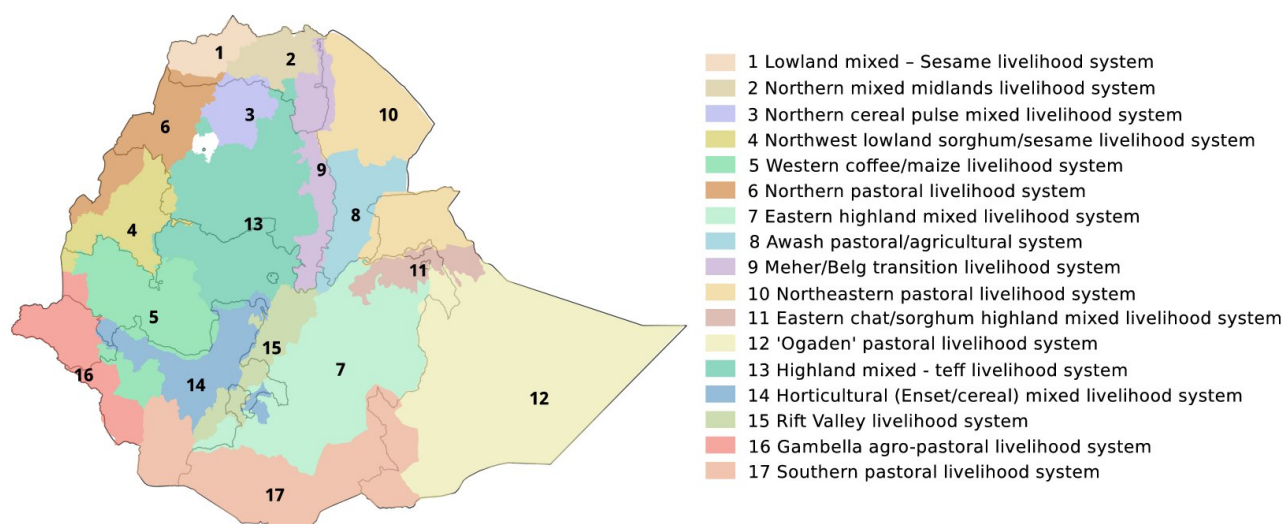 1
2
3
10
6
9
4
13
8
11
5
15
7
16
14
12
17
1 Lowland mixed – Sesame livelihood system
2 Northern mixed midlands livelihood system
3 Northern cereal pulse mixed livelihood system
4 Northwest lowland sorghum/sesame livelihood system
5 Western coffee/maize livelihood system
6 Northern pastoral livelihood system
7 Eastern highland mixed livelihood system
8 Awash pastoral/agricultural system
9 Meher/Belg transition livelihood system
10 Northeastern pastoral livelihood system
11 Eastern chat/sorghum highland mixed livelihood system
12 'Ogaden' pastoral livelihood system
13 Highland mixed - teff livelihood system
14 Horticultural (Enset/cereal) mixed livelihood system
15 Rift Valley livelihood system
16 Gambella agro-pastoral livelihood system
17 Southern pastoral livelihood system